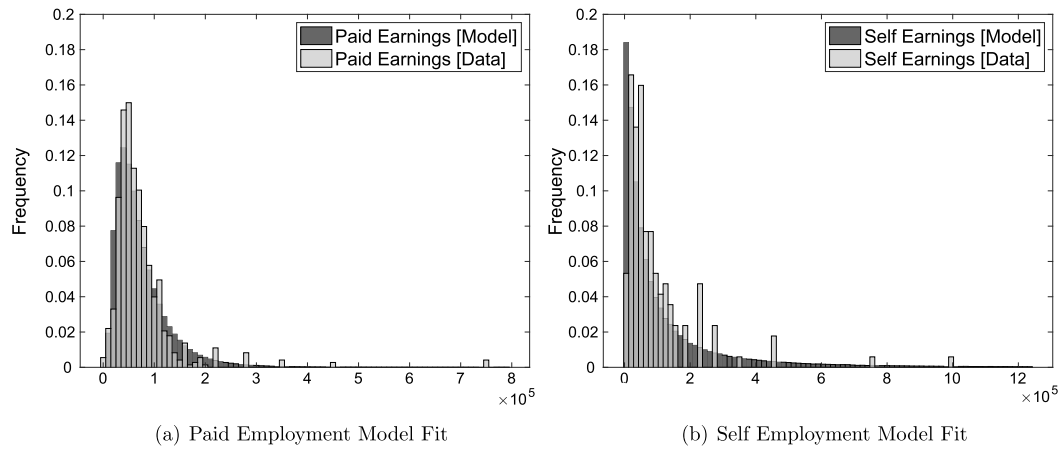 0.2
0.18
0.16
0.14
0.12
0.1
0.08
0.06
0.04
0.02
0
Frequency
Paid Earnings [Model]
Paid Earnings [Data]
0 1 2 3 4 5 6 7 8
×10^5
(a) Paid Employment Model Fit
0.2
0.18
0.16
0.14
0.12
0.1
0.08
0.06
0.04
0.02
0
Frequency
Self Earnings [Model]
Self Earnings [Data]
0 2 4 6 8 10 12
×10^5
(b) Self Employment Model Fit